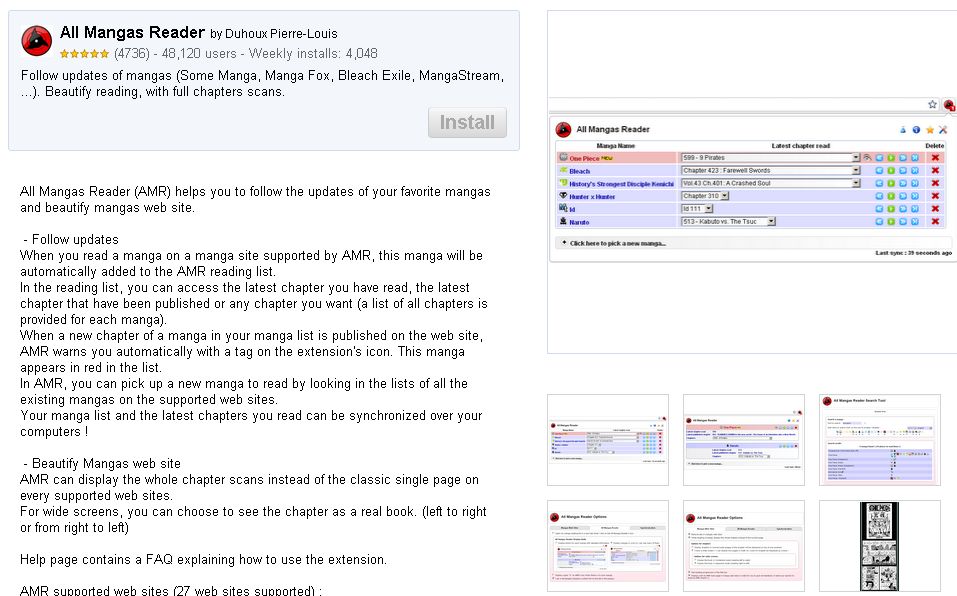 All Mangas Reader by Duhoux Pierre-Louis
(4736) - 48,120 users - Weekly installs: 4,048
Follow updates of mangas (Some Manga, Manga Fox, Bleach Exile, MangaStream,
...). Beautify reading, with full chapters scans.
Install
All Mangas Reader (AMR) helps you to follow the updates of your favorite mangas
and beautify mangas web site.
- Follow updates
When you read a manga on a manga site supported by AMR, this manga will be
automatically added to the AMR reading list.
In the reading list, you can access the latest chapter you have read, the latest
chapter that have been published or any chapter you want (a list of all chapters is
provided for each manga).
When a new chapter of a manga in your manga list is published on the web site,
AMR warns you automatically with a tag on the extension's icon. This manga
appears in red in the list.
In AMR, you can pick up a new manga to read by looking in the lists of all the
existing mangas on the supported web sites.
Your manga list and the latest chapters you read can be synchronized over your
computers !
- Beautify Mangas web site
AMR can display the whole chapter scans instead of the classic single page on
every supported web sites.
For wide screens, you can choose to see the chapter as a real book. (left to right
or from right to left)
Help page contains a FAQ explaining how to use the extension.
AMR supported web sites (27 web sites supported) :
All Mangas Reader
Manga Name Latest chapter read Delete
One Piece NEW 599 - 9 Pirates
Bleach Chapter 423 : Farewell Swords
History's Strongest Disciple Kenichi Vol.43 Ch.401: A Crashed Soul
Hunter x Hunter Chapter 310
Id Id 111
Naruto 513 - Kabuto vs. The Tsuc
Click here to pick a new manga...
Last sync : 39 seconds ago
All Mangas Reader
All Mangas Reader
All Mangas Reader Search Tool
All Mangas Reader Options
All Mangas Reader Options